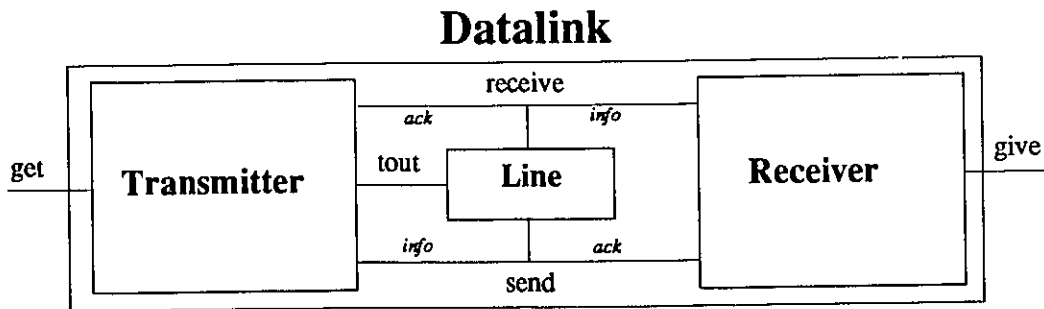 Datalink
receive
ack info
get tout give
Transmitter Line Receiver
info ack
send